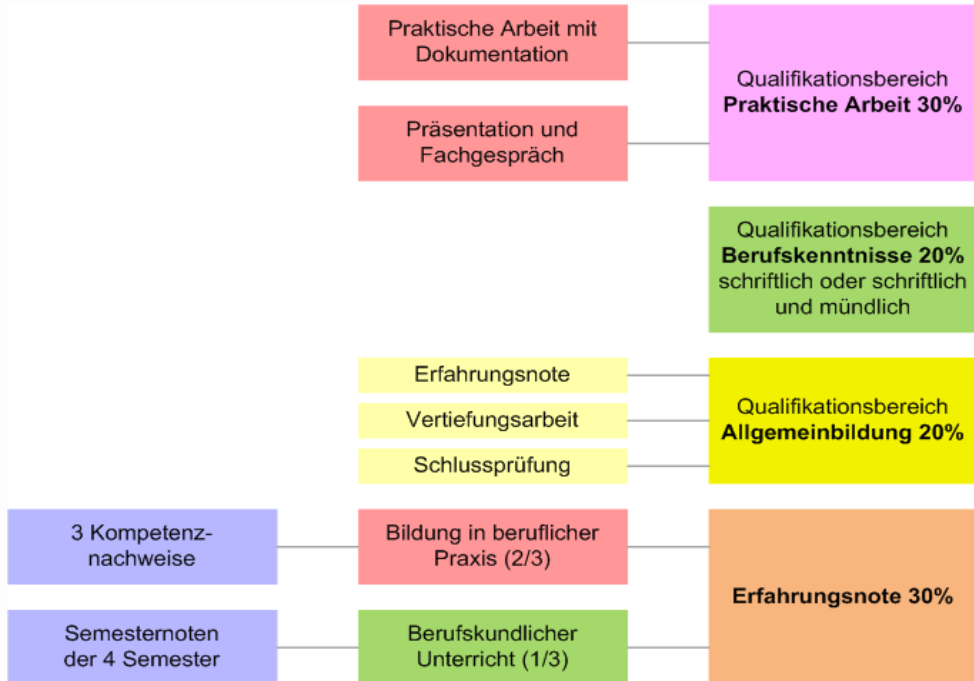 Praktische Arbeit mit
Dokumentation
Präsentation und
Fachgespräch
Qualifikationsbereich
Praktische Arbeit 30%
Qualifikationsbereich
Berufskenntnisse 20%
schriftlich oder schriftlich
und mündlich
Erfahrungsnote
Vertiefungsarbeit
Schlussprüfung
Qualifikationsbereich
Allgemeinbildung 20%
3 Kompetenz-
nachweise
Bildung in beruflicher
Praxis (2/3)
Semesternoten
der 4 Semester
Berufskundlicher
Unterricht (1/3)
Erfahrungsnote 30%